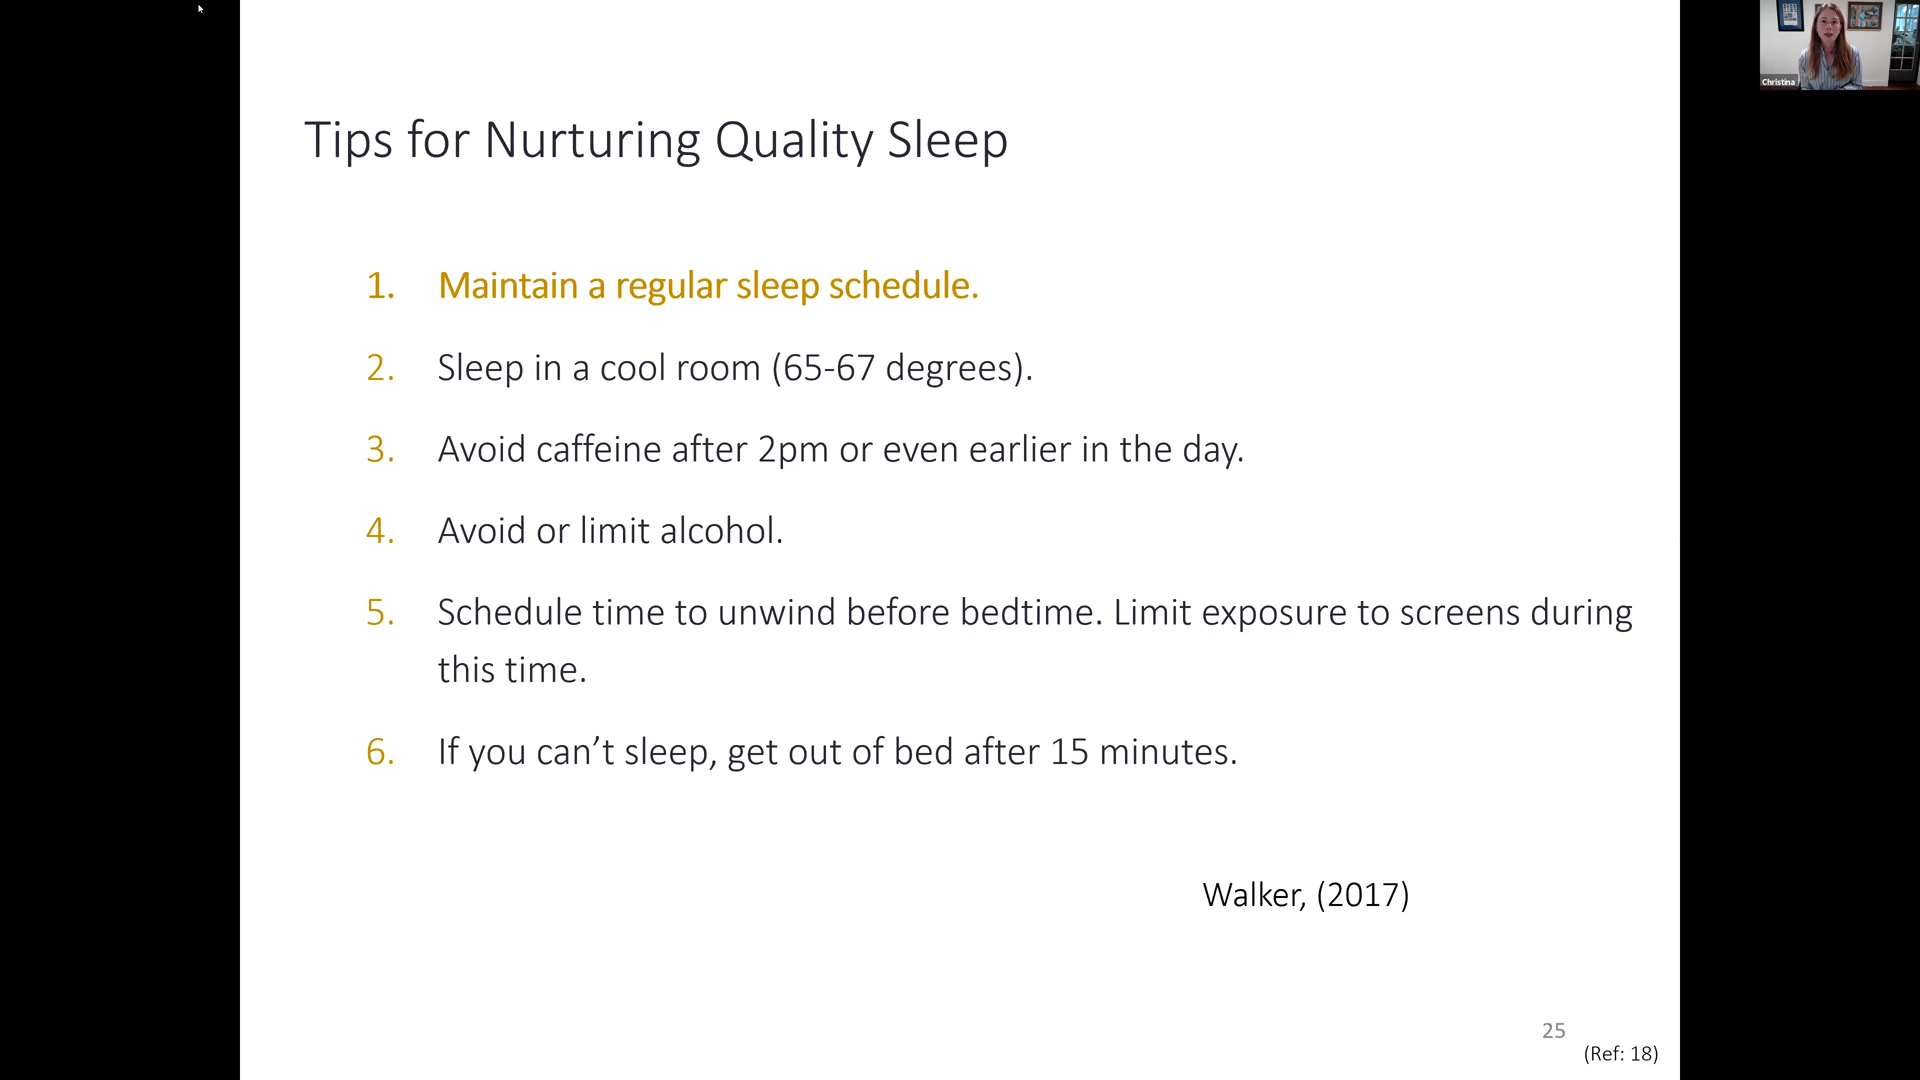 Christina
Tips for Nurturing Quality Sleep
1. Maintain a regular sleep schedule.
2. Sleep in a cool room (65-67 degrees).
3. Avoid caffeine after 2pm or even earlier in the day.
4. Avoid or limit alcohol.
5. Schedule time to unwind before bedtime. Limit exposure to screens during
this time.
6. If you can’t sleep, get out of bed after 15 minutes.
Walker, (2017)
25
(Ref: 18)